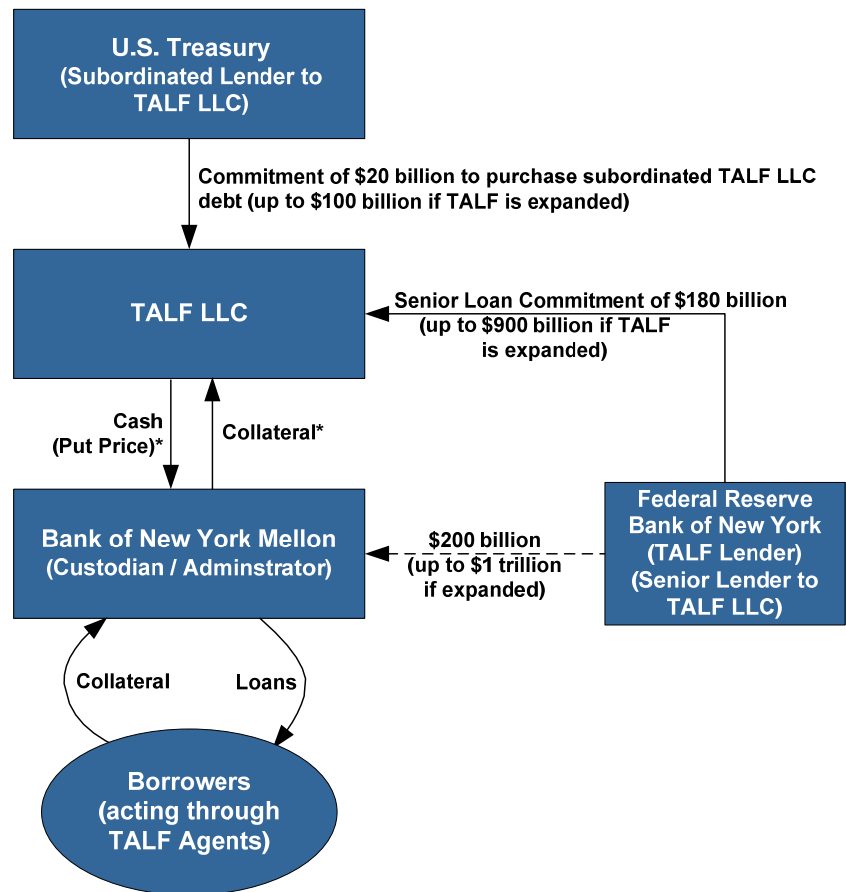 U.S. Treasury
(Subordinated Lender to
TALF LLC)
Commitment of $20 billion to purchase subordinated TALF LLC
debt (up to $100 billion if TALF is expanded)
TALF LLC
Senior Loan Commitment of $180 billion
(up to $900 billion if TALF
is expanded)
Cash
(Put Price)*
Collateral*
Bank of New York Mellon
(Custodian / Adminstrator)
$200 billion
(up to $1 trillion
if expanded)
Federal Reserve
Bank of New York
(TALF Lender)
(Senior Lender to
TALF LLC)
Collateral
Loans
Borrowers
(acting through
TALF Agents)